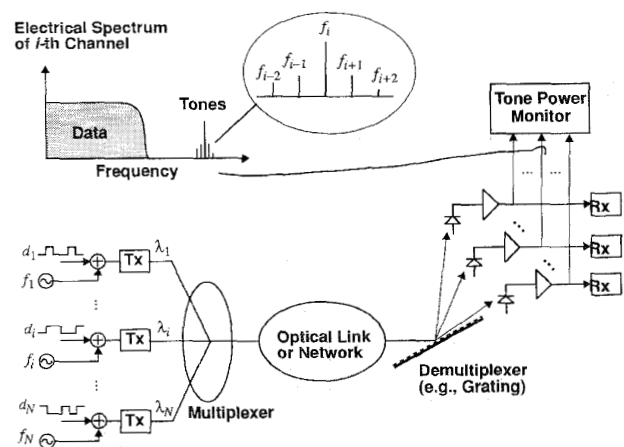 Electrical Spectrum
of i-th Channel
f_i
f_{i-1}
f_{i+1}
f_{i-2}
f_{i+2}
Tones
Data
Frequency
Tone Power
Monitor
...
...
Rx
Rx
Rx
...
...
d_1
f_1
Tx
λ_1
...
...
d_i
f_i
Tx
λ_i
...
...
d_N
f_N
Tx
λ_N
Multiplexer
Optical Link
or Network
Demultiplexer
(e.g., Grating)